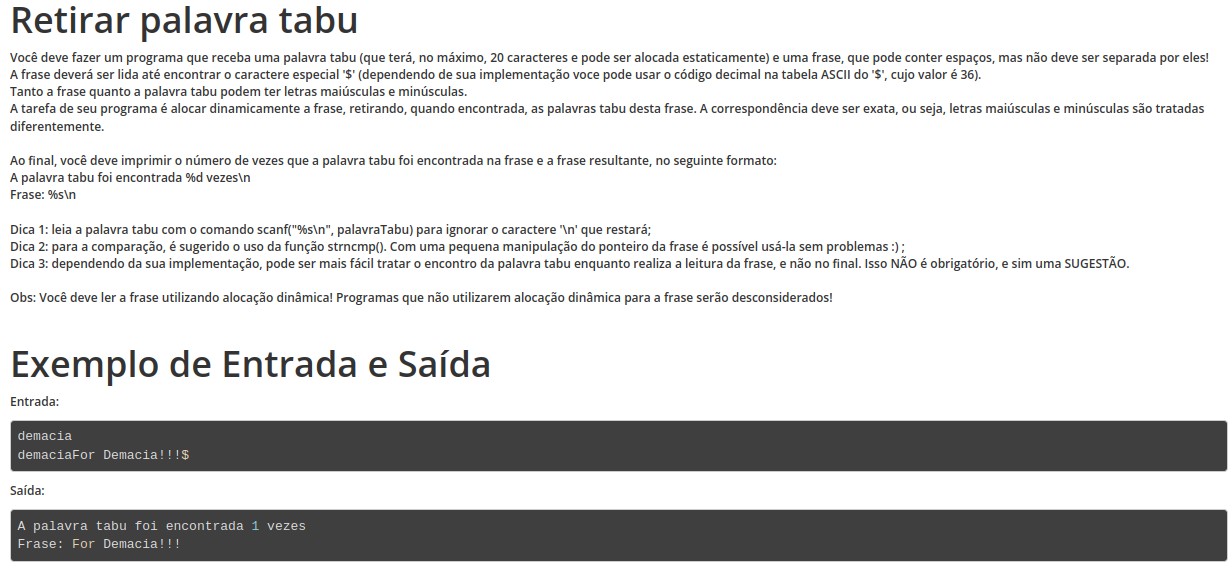 Retirar palavra tabu
Você deve fazer um programa que receba uma palavra tabu (que terá, no máximo, 20 caracteres e pode ser alocada estaticamente) e uma frase, que pode conter espaços, mas não deve ser separada por eles!
A frase deverá ser lida até encontrar o caractere especial '$' (dependendo de sua implementação voce pode usar o código decimal na tabela ASCII do '$', cujo valor é 36).
Tanto a frase quanto a palavra tabu podem ter letras maiúsculas e minúsculas.
A tarefa de seu programa é alocar dinamicamente a frase, retirando, quando encontrada, as palavras tabu desta frase. A correspondência deve ser exata, ou seja, letras maiúsculas e minúsculas são tratadas
diferentemente.
Ao final, você deve imprimir o número de vezes que a palavra tabu foi encontrada na frase e a frase resultante, no seguinte formato:
A palavra tabu foi encontrada %d vezes\n
Frase: %s\n
Dica 1: leia a palavra tabu com o comando scanf("%s\n", palavraTabu) para ignorar o caractere '\n' que restará;
Dica 2: para a comparação, é sugerido o uso da função strncmp(). Com uma pequena manipulação do ponteiro da frase é possível usá-la sem problemas :) ;
Dica 3: dependendo da sua implementação, pode ser mais fácil tratar o encontro da palavra tabu enquanto realiza a leitura da frase, e não no final. Isso NÃO é obrigatório, e sim uma SUGESTÃO.
Obs: Você deve ler a frase utilizando alocação dinâmica! Programas que não utilizarem alocação dinâmica para a frase serão desconsiderados!
Exemplo de Entrada e Saída
Entrada:
demacia
demaciaFor Demacia!!!$
Saída:
A palavra tabu foi encontrada 1 vezes
Frase: For Demacia!!!